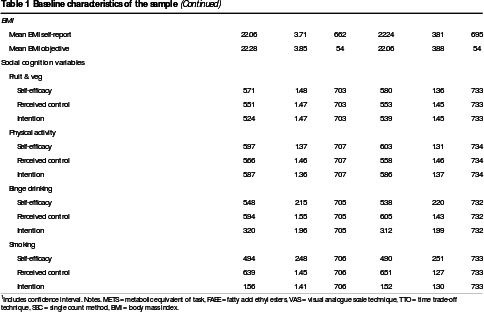 Table 1 Baseline characteristics of the sample (Continued)
BMI
Mean BMI self-report 22.06 3.71 662 22.24 3.81 695
Mean BMI objective 22.28 3.85 54 22.06 3.88 54
Social cognition variables
Fruit & veg
Self-efficacy 5.71 1.48 703 5.80 1.36 733
Perceived control 5.51 1.47 703 5.53 1.45 733
Intention 5.24 1.47 703 5.39 1.45 733
Physical activity
Self-efficacy 5.97 1.37 707 6.03 1.31 734
Perceived control 5.66 1.46 707 5.58 1.46 734
Intention 5.87 1.36 707 5.86 1.37 734
Binge drinking
Self-efficacy 5.48 2.15 705 5.38 2.20 732
Perceived control 5.94 1.55 705 6.05 1.43 732
Intention 3.20 1.96 705 3.12 1.99 732
Smoking
Self-efficacy 4.94 2.48 706 4.90 2.51 733
Perceived control 6.39 1.45 706 6.51 1.27 733
Intention 1.56 1.41 706 1.52 1.30 733
1Includes confidence interval. Notes. METS = metabolic equivalent of task, FAEE = fatty acid ethyl esters, VAS = visual analogue scale technique, TTO = time trade-off
technique, SBC = single count method, BMI = body mass index.